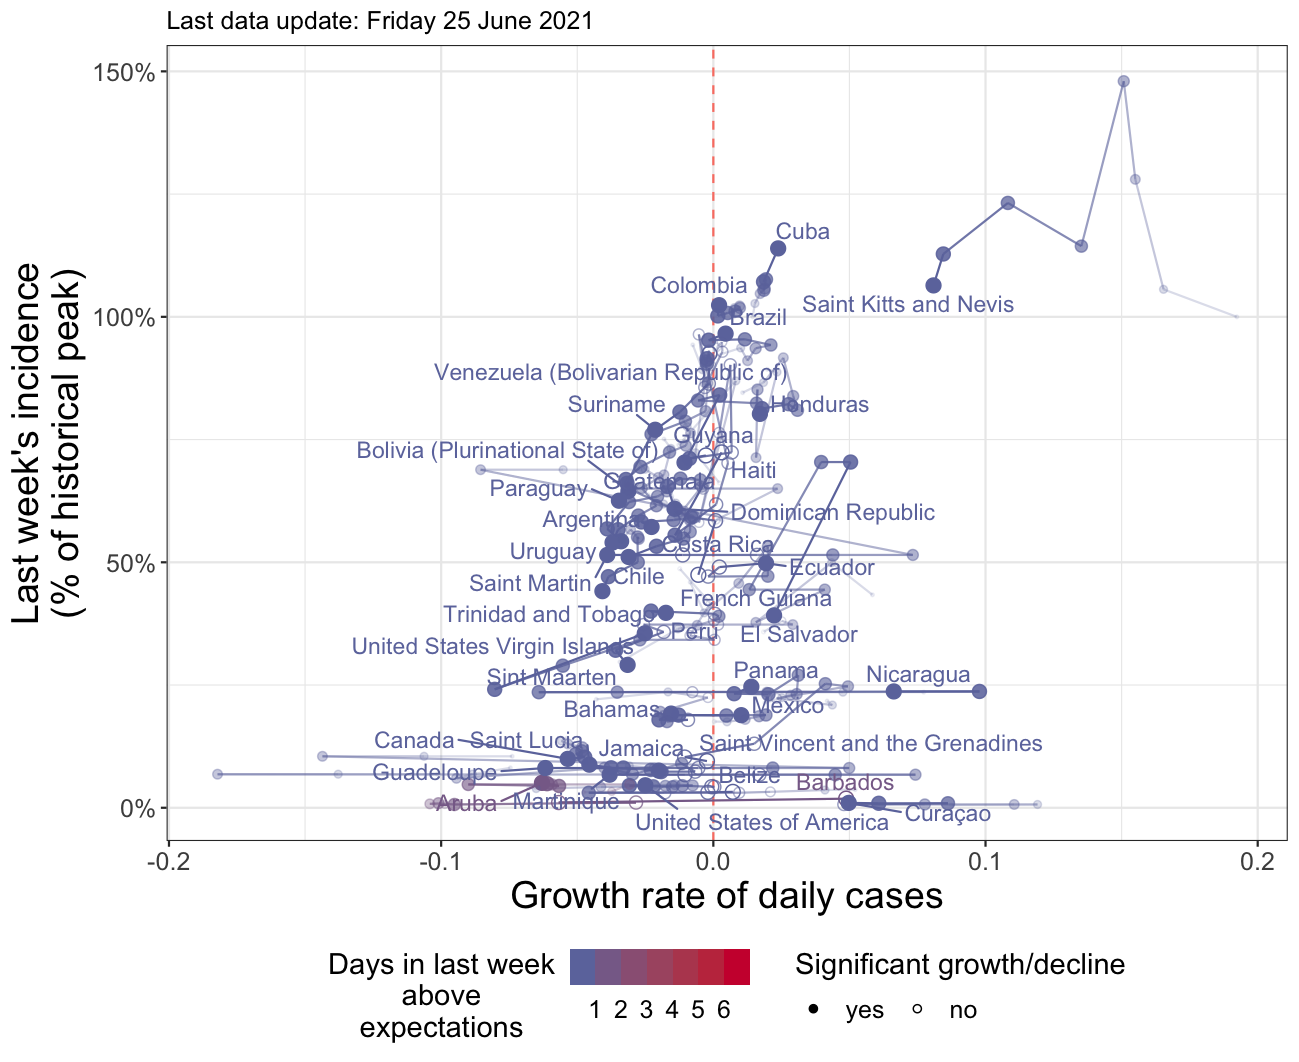 Last data update: Friday 25 June 2021
Last week's incidence
(% of historical peak)
150%
100%
50%
0%
Cuba
Colombia
Saint Kitts and Nevis
Brazil
Venezuela (Bolivarian Republic of)
Suriname
Honduras
Guyana
Bolivia (Plurinational State of)
Haiti
Guatemala
Paraguay
Dominican Republic
Argentina
Costa Rica
Uruguay
Ecuador
Saint Martin
Chile
French Guiana
Trinidad and Tobago
Peru
El Salvador
United States Virgin Islands
Sint Maarten
Panama
Nicaragua
Bahamas
Mexico
Canada
Saint Lucia
Jamaica
Saint Vincent and the Grenadines
Guadeloupe
Belize
Barbados
Aruba
Martinique
Curaçao
United States of America
-0.2
-0.1
0.0
0.1
0.2
Growth rate of daily cases
Days in last week
above
expectations
1 2 3 4 5 6
Significant growth/decline
yes
no